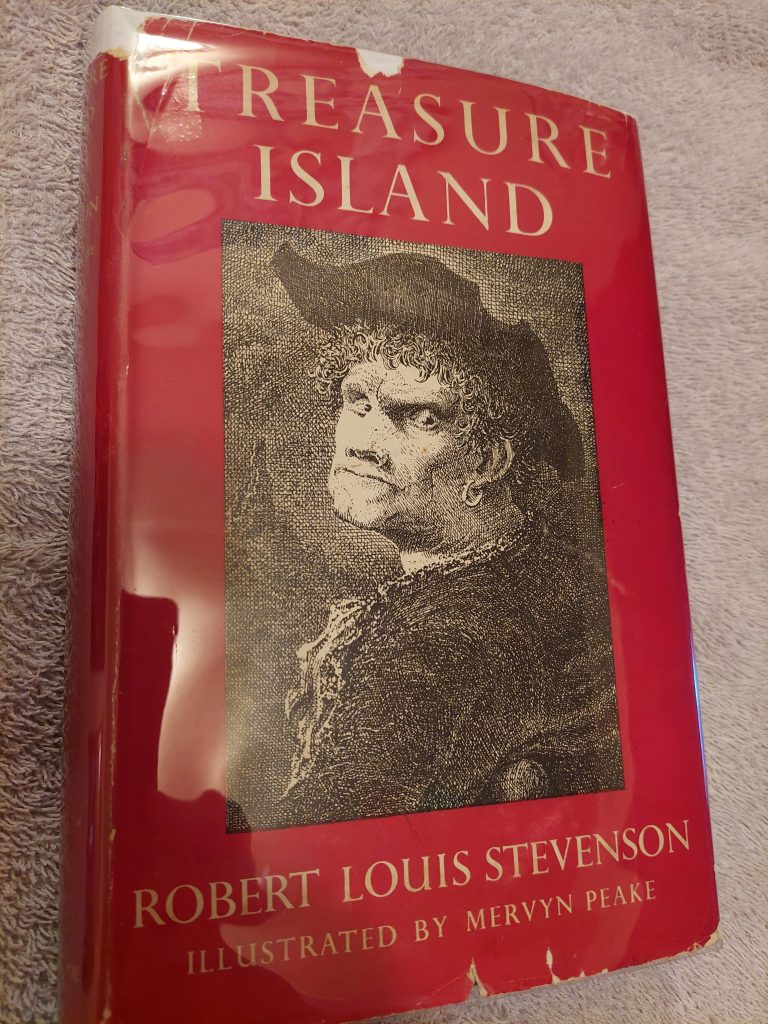 TREASURE
ISLAND
ROBERT LOUIS STEVENSON
ILLUSTRATED BY MERVYN PEAKE